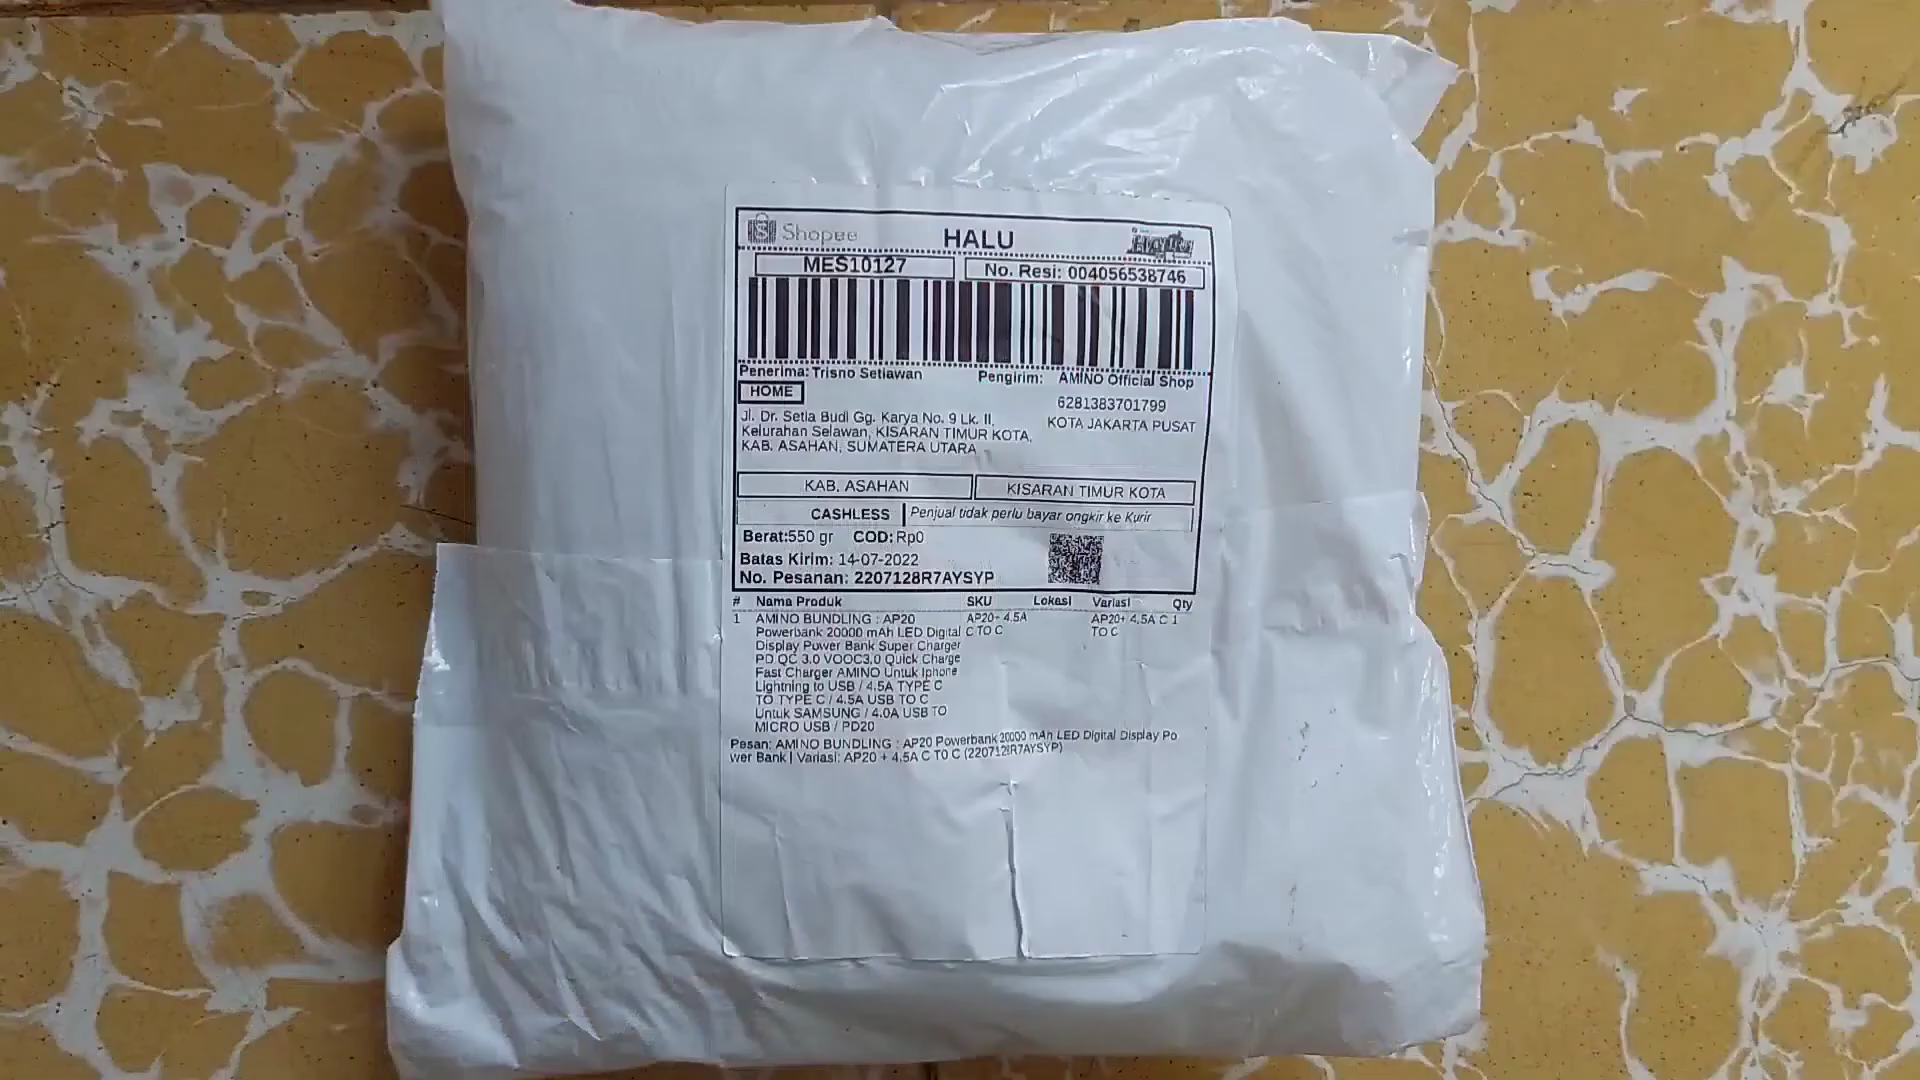 Shopee HALU Halu
MES10127 No. Resi: 004056538746
Penerima: Trisno Setiawan Pengirim: AMINO Official Shop
HOME 6281383701799
Jl. Dr. Setia Budi Gg. Karya No. 9 Lk. II, KOTA JAKARTA PUSAT
Kelurahan Selawan, KISARAN TIMUR KOTA,
KAB. ASAHAN, SUMATERA UTARA
KAB. ASAHAN KISARAN TIMUR KOTA
CASHLESS Penjual tidak perlu bayar ongkir ke Kurir
Berat:550 gr COD: Rp0
Batas Kirim: 14-07-2022
No. Pesanan: 2207128R7AYSYP
# Nama Produk SKU Lokasi Variasi Qty
1 AMINO BUNDLING : AP20 AP20+ 4.5A AP20+ 4,5A C 1
Powerbank 20000 mAh LED Digital C TO C TO C
Display Power Bank Super Charger
PD QC 3.0 VOOC3.0 Quick Charge
Fast Charger AMINO Untuk Iphone
Lightning to USB / 4.5A TYPE C
TO TYPE C / 4.5A USB TO C
Untuk SAMSUNG / 4.0A USB TO
MICRO USB / PD20
Pesan: AMINO BUNDLING : AP20 Powerbank 20000 mAh LED Digital Display Po
wer Bank | Variasi: AP20 + 4,5A C TO C (2207128R7AYSYP)